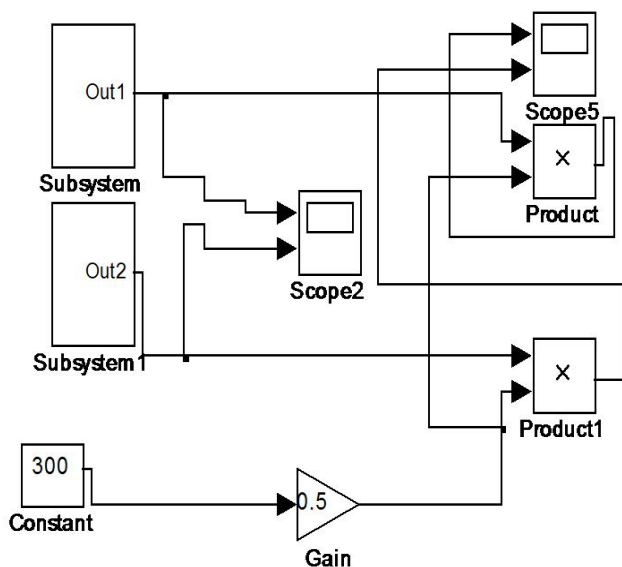 Out1
Subsystem
Scope5
×
Product
Out2
Subsystem1
Scope2
×
Product1
300
Constant
0.5
Gain